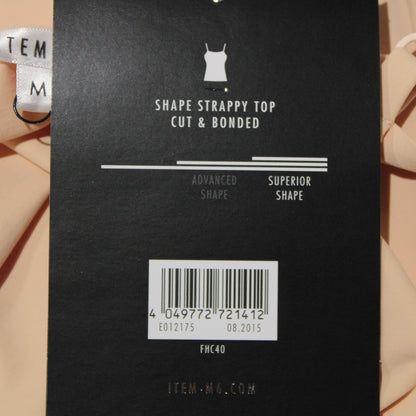 ITEM
M
SHAPE STRAPPY TOP
CUT & BONDED
ADVANCED SUPERIOR
SHAPE SHAPE
4 049772 721412
E012175 08.2015
FHC40
ITEM-M6.COM